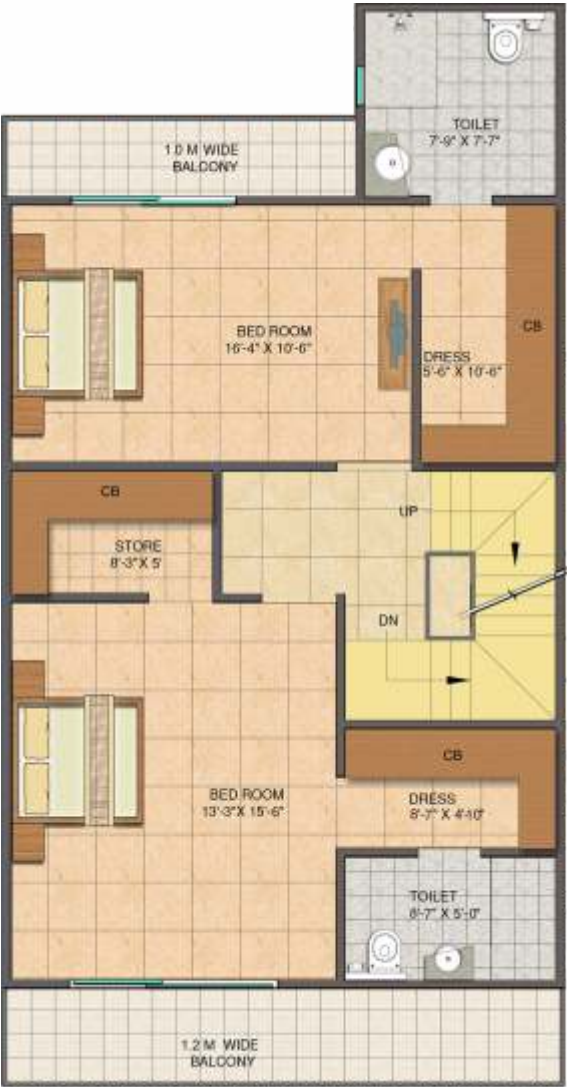 TOILET
7'-9" X 7'-7"
1.0 M WIDE
BALCONY
BED ROOM
16'-4" X 10'-6"
CB
DRESS
5'-6" X 10'-6"
CB
UP
STORE
8'-3" X 5'
DN
CB
BED ROOM
13'-3" X 15'-6"
DRESS
8'-7" X 4'-10"
TOILET
8'-7" X 5'-0"
1.2 M WIDE
BALCONY